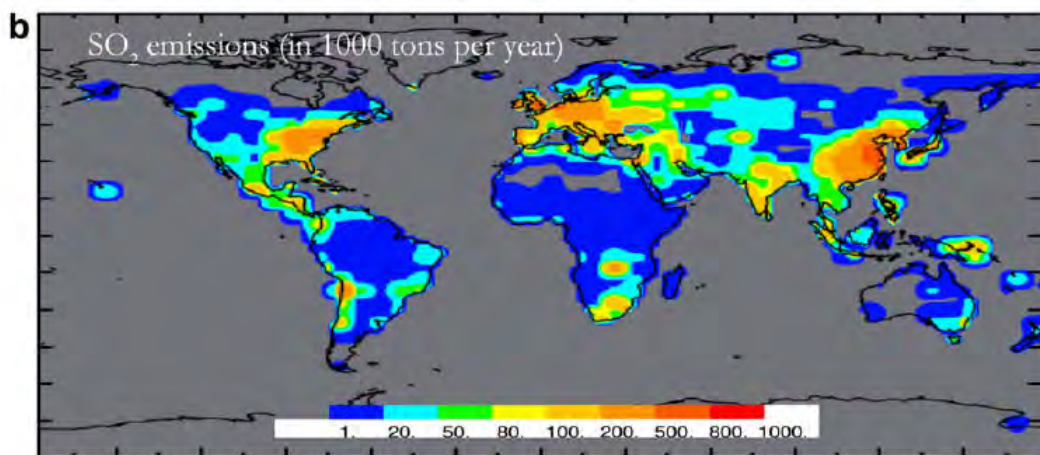 b
SO₂ emissions (in 1000 tons per year)
1. 20. 50. 80. 100. 200. 500. 800. 1000.